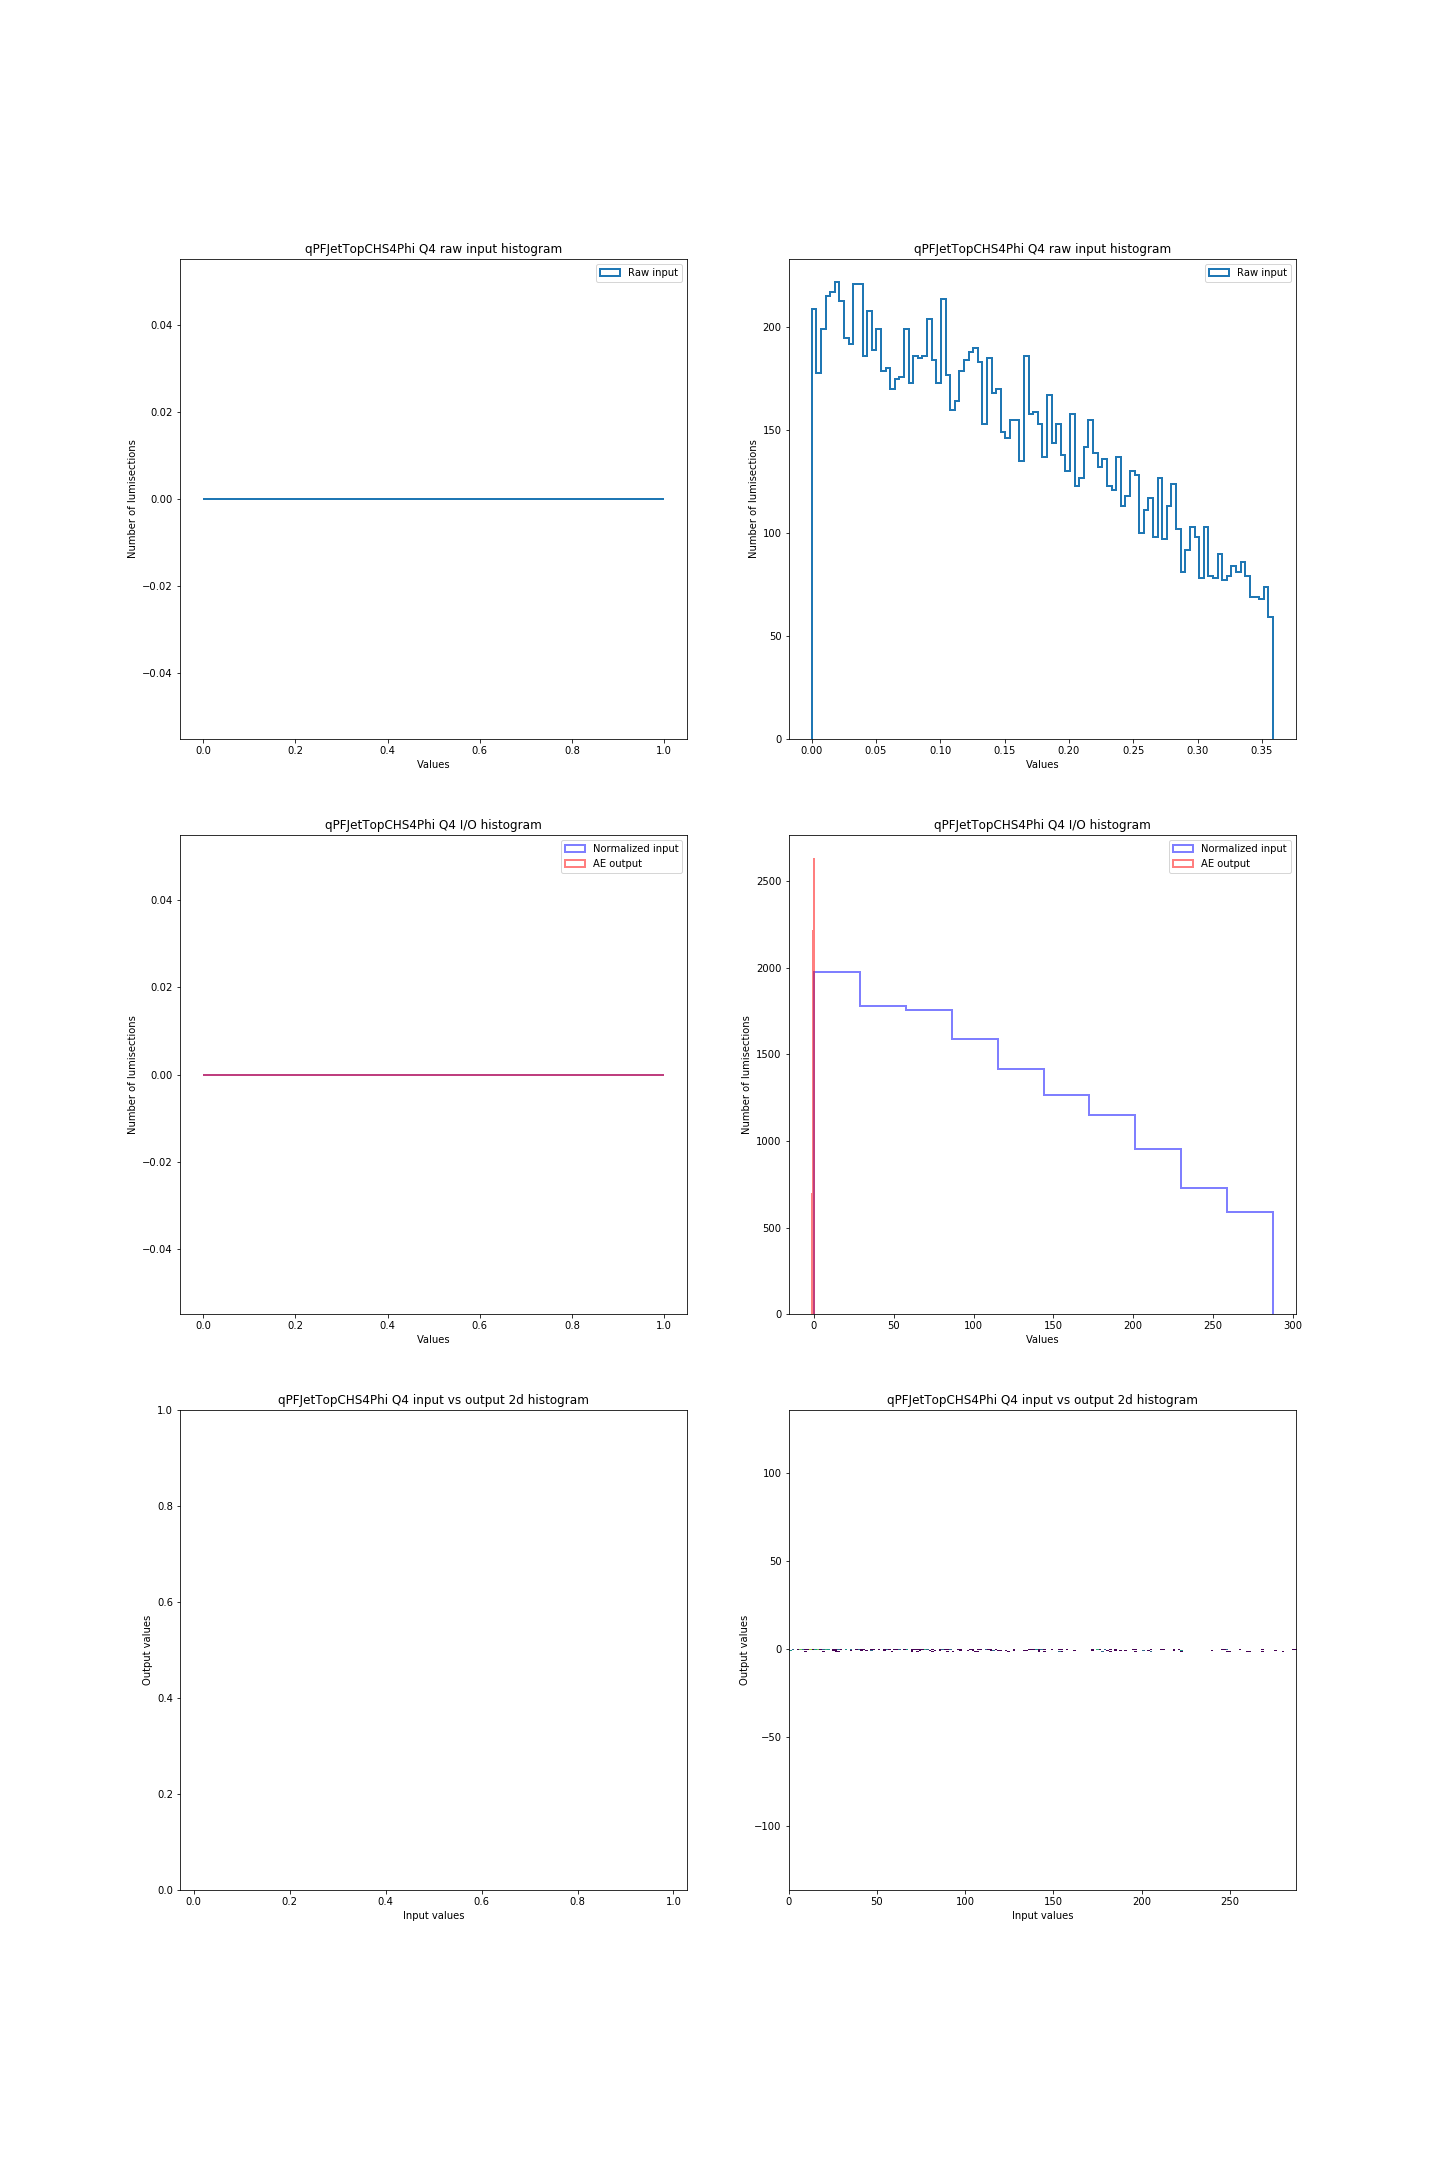 qPFJetTopCHS4Phi Q4 raw input histogram
Raw input
0.04
0.02
0.00
−0.02
−0.04
Number of lumisections
0.0 0.2 0.4 0.6 0.8 1.0
Values
qPFJetTopCHS4Phi Q4 raw input histogram
Raw input
200
150
100
50
0
Number of lumisections
0.00 0.05 0.10 0.15 0.20 0.25 0.30 0.35
Values
qPFJetTopCHS4Phi Q4 I/O histogram
Normalized input
AE output
0.04
0.02
0.00
−0.02
−0.04
Number of lumisections
0.0 0.2 0.4 0.6 0.8 1.0
Values
qPFJetTopCHS4Phi Q4 I/O histogram
Normalized input
AE output
2500
2000
1500
1000
500
0
Number of lumisections
0 50 100 150 200 250 300
Values
qPFJetTopCHS4Phi Q4 input vs output 2d histogram
1.0
0.8
0.6
0.4
0.2
0.0
Output values
0.0 0.2 0.4 0.6 0.8 1.0
Input values
qPFJetTopCHS4Phi Q4 input vs output 2d histogram
100
50
0
−50
−100
Output values
0 50 100 150 200 250
Input values